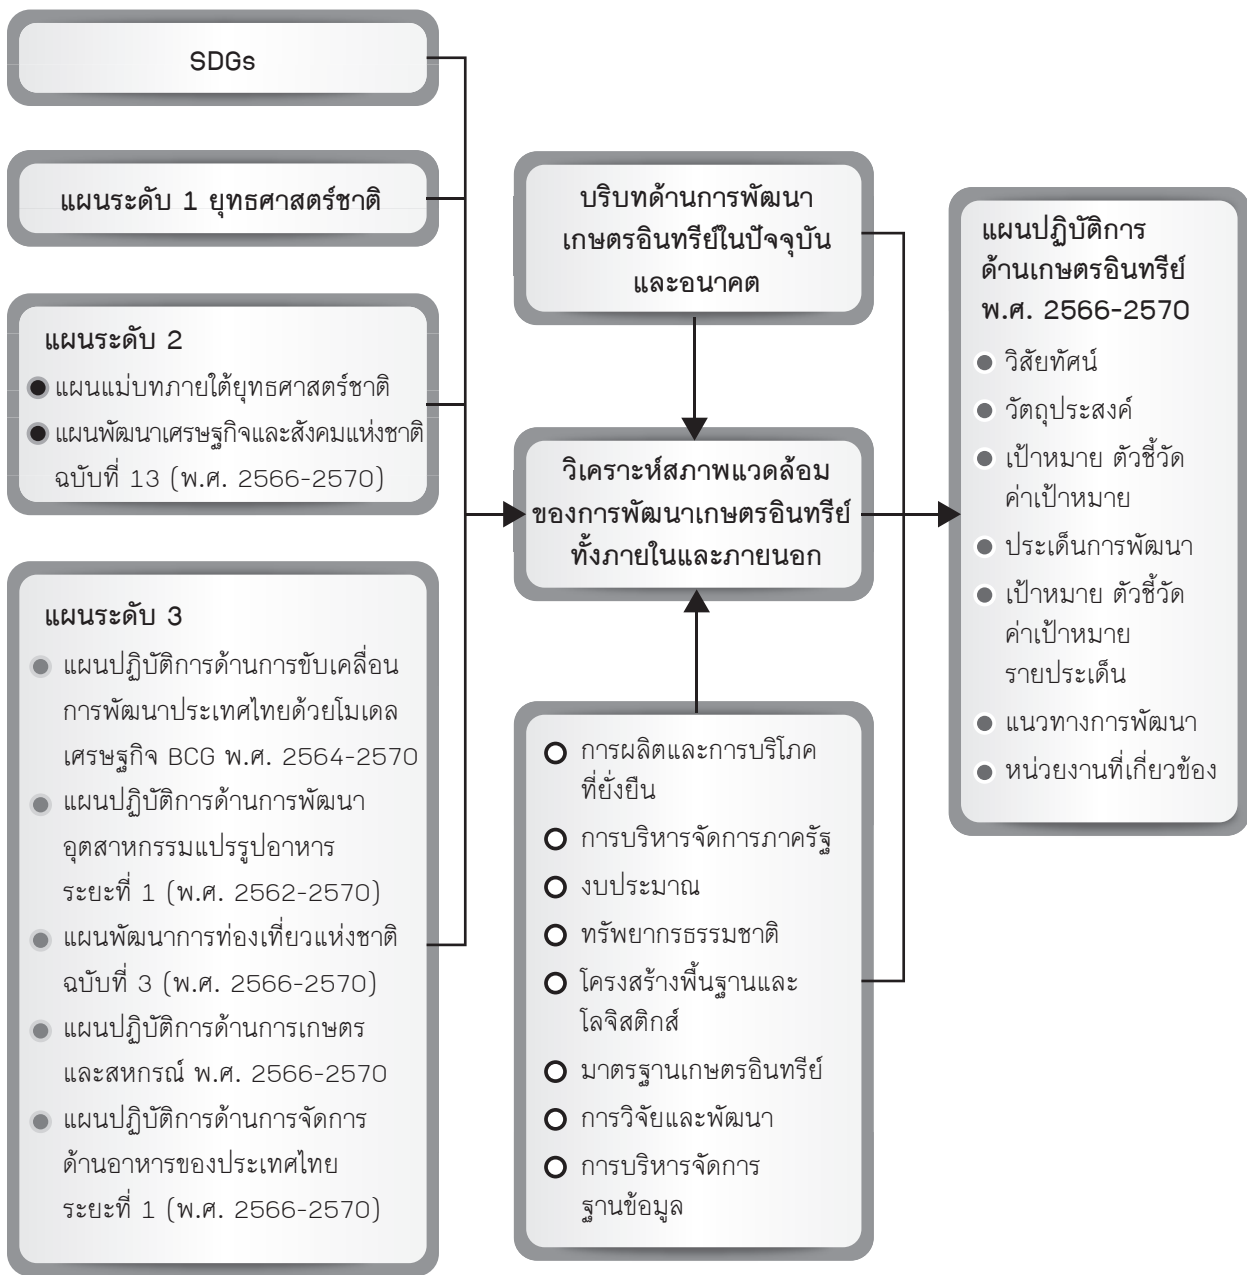 SDGs
แผนระดับ 1 ยุทธศาสตร์ชาติ
แผนระดับ 2
แผนแม่บทภายใต้ยุทธศาสตร์ชาติ
แผนพัฒนาเศรษฐกิจและสังคมแห่งชาติ
ฉบับที่ 13 (พ.ศ. 2566-2570)
แผนระดับ 3
แผนปฏิบัติการด้านการขับเคลื่อน
การพัฒนาประเทศไทยด้วยโมเดล
เศรษฐกิจ BCG พ.ศ. 2564-2570
แผนปฏิบัติการด้านการพัฒนา
อุตสาหกรรมแปรรูปอาหาร
ระยะที่ 1 (พ.ศ. 2562-2570)
แผนพัฒนาการท่องเที่ยวแห่งชาติ
ฉบับที่ 3 (พ.ศ. 2566-2570)
แผนปฏิบัติการด้านการเกษตร
และสหกรณ์ พ.ศ. 2566-2570
แผนปฏิบัติการด้านการจัดการ
ด้านอาหารของประเทศไทย
ระยะที่ 1 (พ.ศ. 2566-2570)
บริบทด้านการพัฒนา
เกษตรอินทรีย์ในปัจจุบัน
และอนาคต
วิเคราะห์สภาพแวดล้อม
ของการพัฒนาเกษตรอินทรีย์
ทั้งภายในและภายนอก
การผลิตและการบริโภค
ที่ยั่งยืน
การบริหารจัดการภาครัฐ
งบประมาณ
ทรัพยากรธรรมชาติ
โครงสร้างพื้นฐานและ
โลจิสติกส์
มาตรฐานเกษตรอินทรีย์
การวิจัยและพัฒนา
การบริหารจัดการ
ฐานข้อมูล
แผนปฏิบัติการ
ด้านเกษตรอินทรีย์
พ.ศ. 2566-2570
วิสัยทัศน์
วัตถุประสงค์
เป้าหมาย ตัวชี้วัด
ค่าเป้าหมาย
ประเด็นการพัฒนา
เป้าหมาย ตัวชี้วัด
ค่าเป้าหมาย
รายประเด็น
แนวทางการพัฒนา
หน่วยงานที่เกี่ยวข้อง